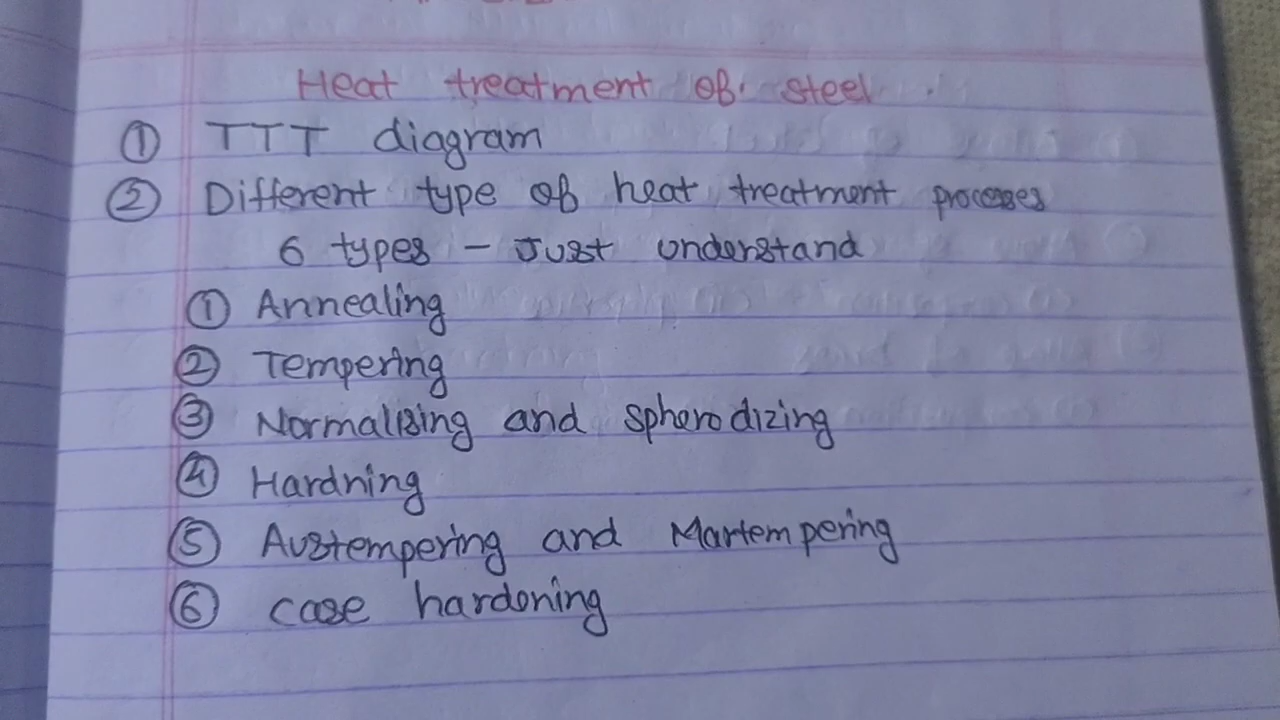 Heat treatment of steel.
① TTT diagram
② Different type of heat treatment processes
6 types - Just understand
① Annealing
② Tempering
③ Normalising and spherodizing
④ Hardning
⑤ Austempering and Martempering
⑥ case hardening